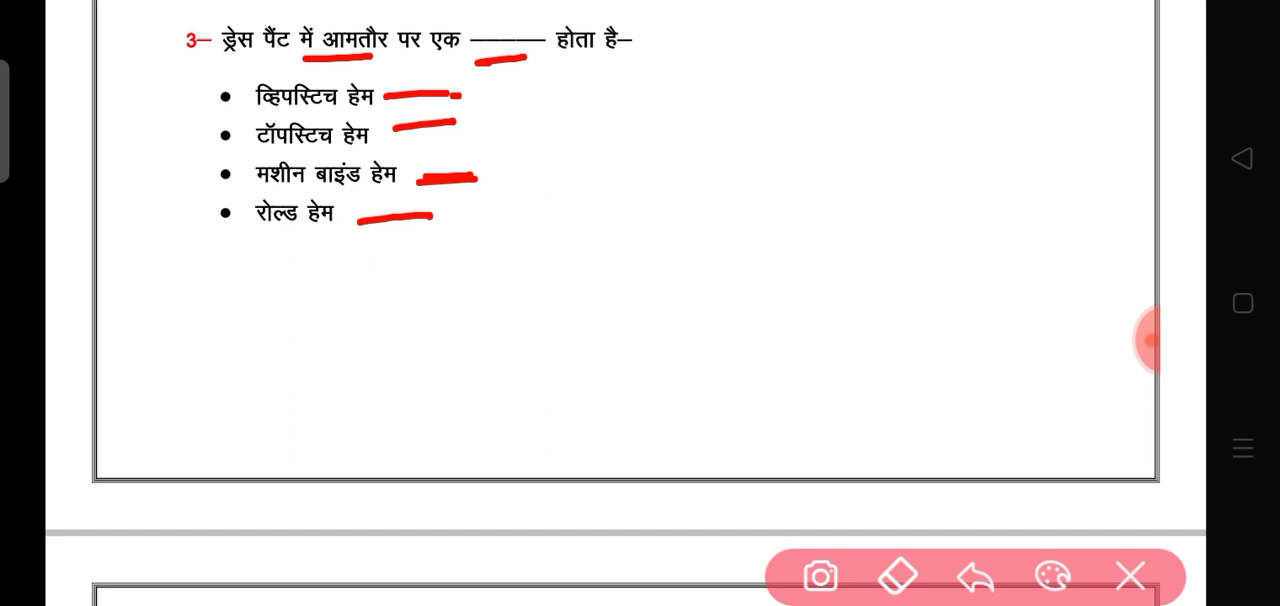 3– ड्रेस पैंट में आमतौर पर एक ———— होता है–
● व्हिपस्टिच हेम
● टॉपस्टिच हेम
● मशीन बाइंड हेम
● रोल्ड हेम